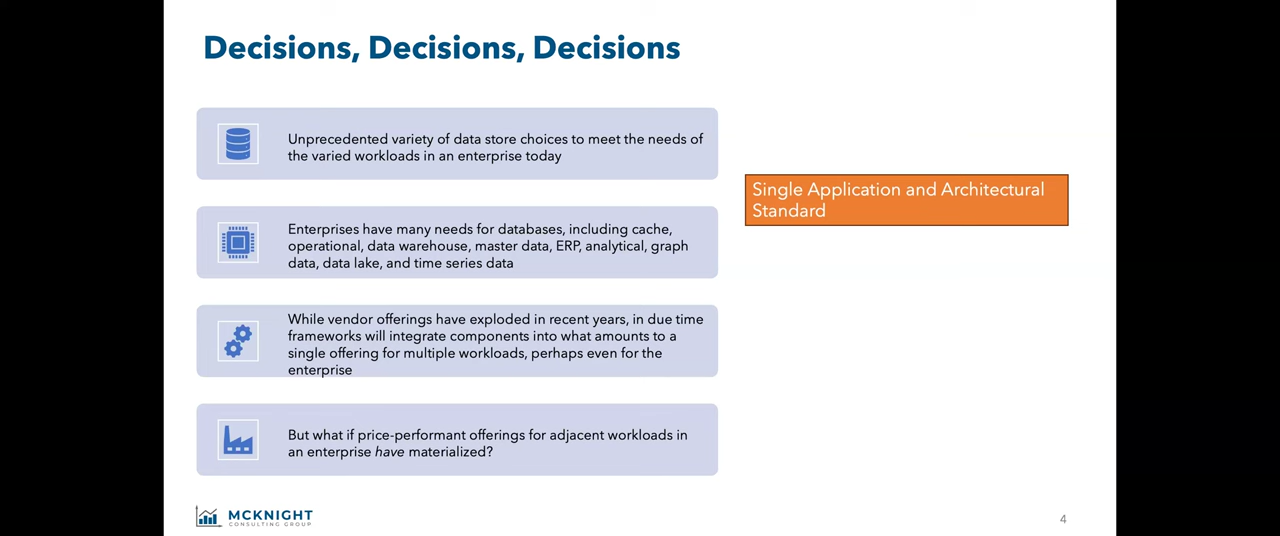 Decisions, Decisions, Decisions
Unprecedented variety of data store choices to meet the needs of
the varied workloads in an enterprise today
Enterprises have many needs for databases, including cache,
operational, data warehouse, master data, ERP, analytical, graph
data, data lake, and time series data
While vendor offerings have exploded in recent years, in due time
frameworks will integrate components into what amounts to a
single offering for multiple workloads, perhaps even for the
enterprise
But what if price-performant offerings for adjacent workloads in
an enterprise have materialized?
Single Application and Architectural
Standard
MCKNIGHT
CONSULTING GROUP
4